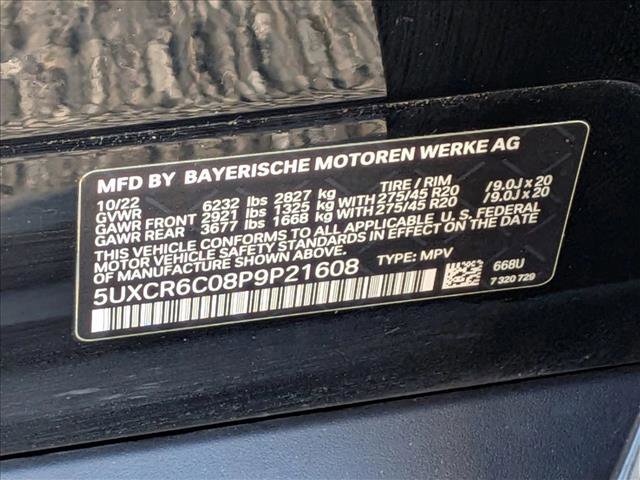 MFD BY BAYERISCHE MOTOREN WERKE AG
10/22 TIRE / RIM
GVWR 6232 lbs 2827 kg
GAWR FRONT 2921 lbs 1325 kg WITH 275/45 R20 /9.0J x 20
GAWR REAR 3677 lbs 1668 kg WITH 275/45 R20 /9.0J x 20
THIS VEHICLE CONFORMS TO ALL APPLICABLE U.S. FEDERAL
MOTOR VEHICLE SAFETY STANDARDS IN EFFECT ON THE DATE
OF MANUFACTURE SHOWN ABOVE.
5UXCR6C08P9P21608 TYPE: MPV 668U
7 320 729